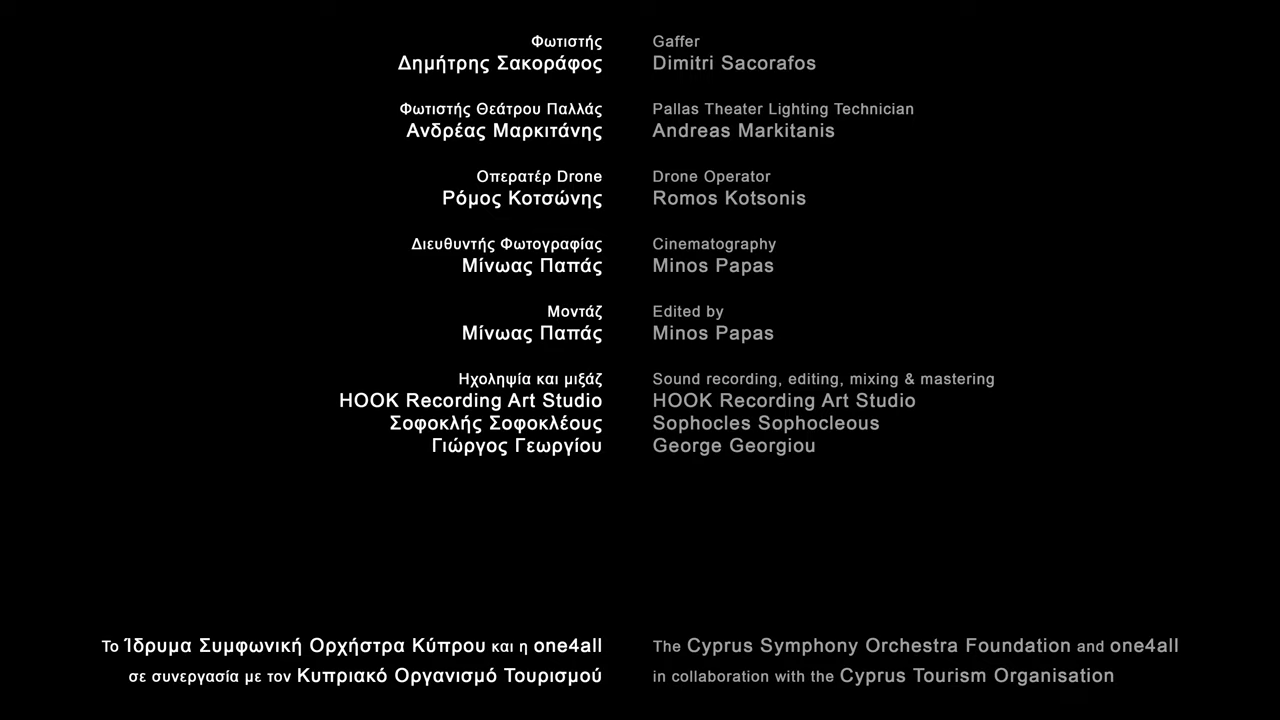 Φωτιστής
Δημήτρης Σακοράφος
Φωτιστής Θεάτρου Παλλάς
Ανδρέας Μαρκιτάνης
Οπερατέρ Drone
Ρόμος Κοτσώνης
Διευθυντής Φωτογραφίας
Μίνωας Παπάς
Μοντάζ
Μίνωας Παπάς
Ηχοληψία και μιξάζ
HOOK Recording Art Studio
Σοφοκλής Σοφοκλέους
Γιώργος Γεωργίου
Το Ίδρυμα Συμφωνική Ορχήστρα Κύπρου και η one4all
σε συνεργασία με τον Κυπριακό Οργανισμό Τουρισμού
Gaffer
Dimitri Sacorafos
Pallas Theater Lighting Technician
Andreas Markitanis
Drone Operator
Romos Kotsonis
Cinematography
Minos Papas
Edited by
Minos Papas
Sound recording, editing, mixing & mastering
HOOK Recording Art Studio
Sophocles Sophocleous
George Georgiou
The Cyprus Symphony Orchestra Foundation and one4all
in collaboration with the Cyprus Tourism Organisation